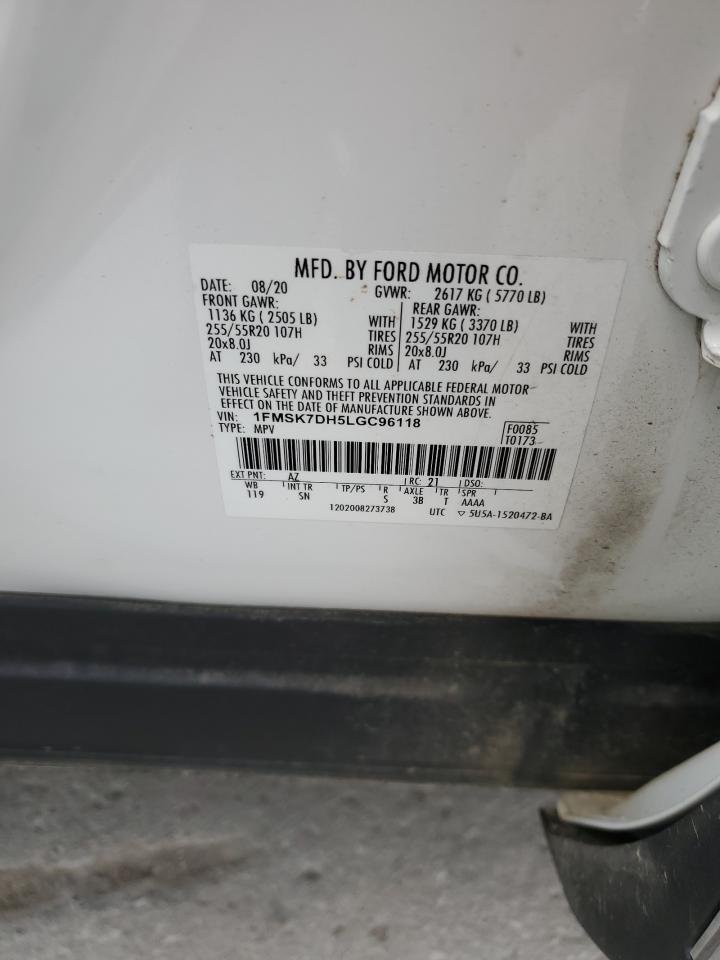 MFD. BY FORD MOTOR CO.
DATE: 08/20 GVWR: 2617 KG ( 5770 LB)
FRONT GAWR: REAR GAWR:
1136 KG ( 2505 LB) WITH 1529 KG ( 3370 LB) WITH
255/55R20 107H TIRES 255/55R20 107H TIRES
20x8.0J RIMS 20x8.0J RIMS
AT 230 kPa/ 33 PSI COLD AT 230 kPa/ 33 PSI COLD
THIS VEHICLE CONFORMS TO ALL APPLICABLE FEDERAL MOTOR
VEHICLE SAFETY AND THEFT PREVENTION STANDARDS IN
EFFECT ON THE DATE OF MANUFACTURE SHOWN ABOVE.
VIN: 1FMSK7DH5LGC96118 F0085
TYPE: MPV T0173
EXT PNT: AZ RC: 21 DSO:
WB INT TR TP/PS R AXLE TR SPR
119 SN S 3B T AAAA
1202008273738 UTC ▽ 5U5A-1520472-BA